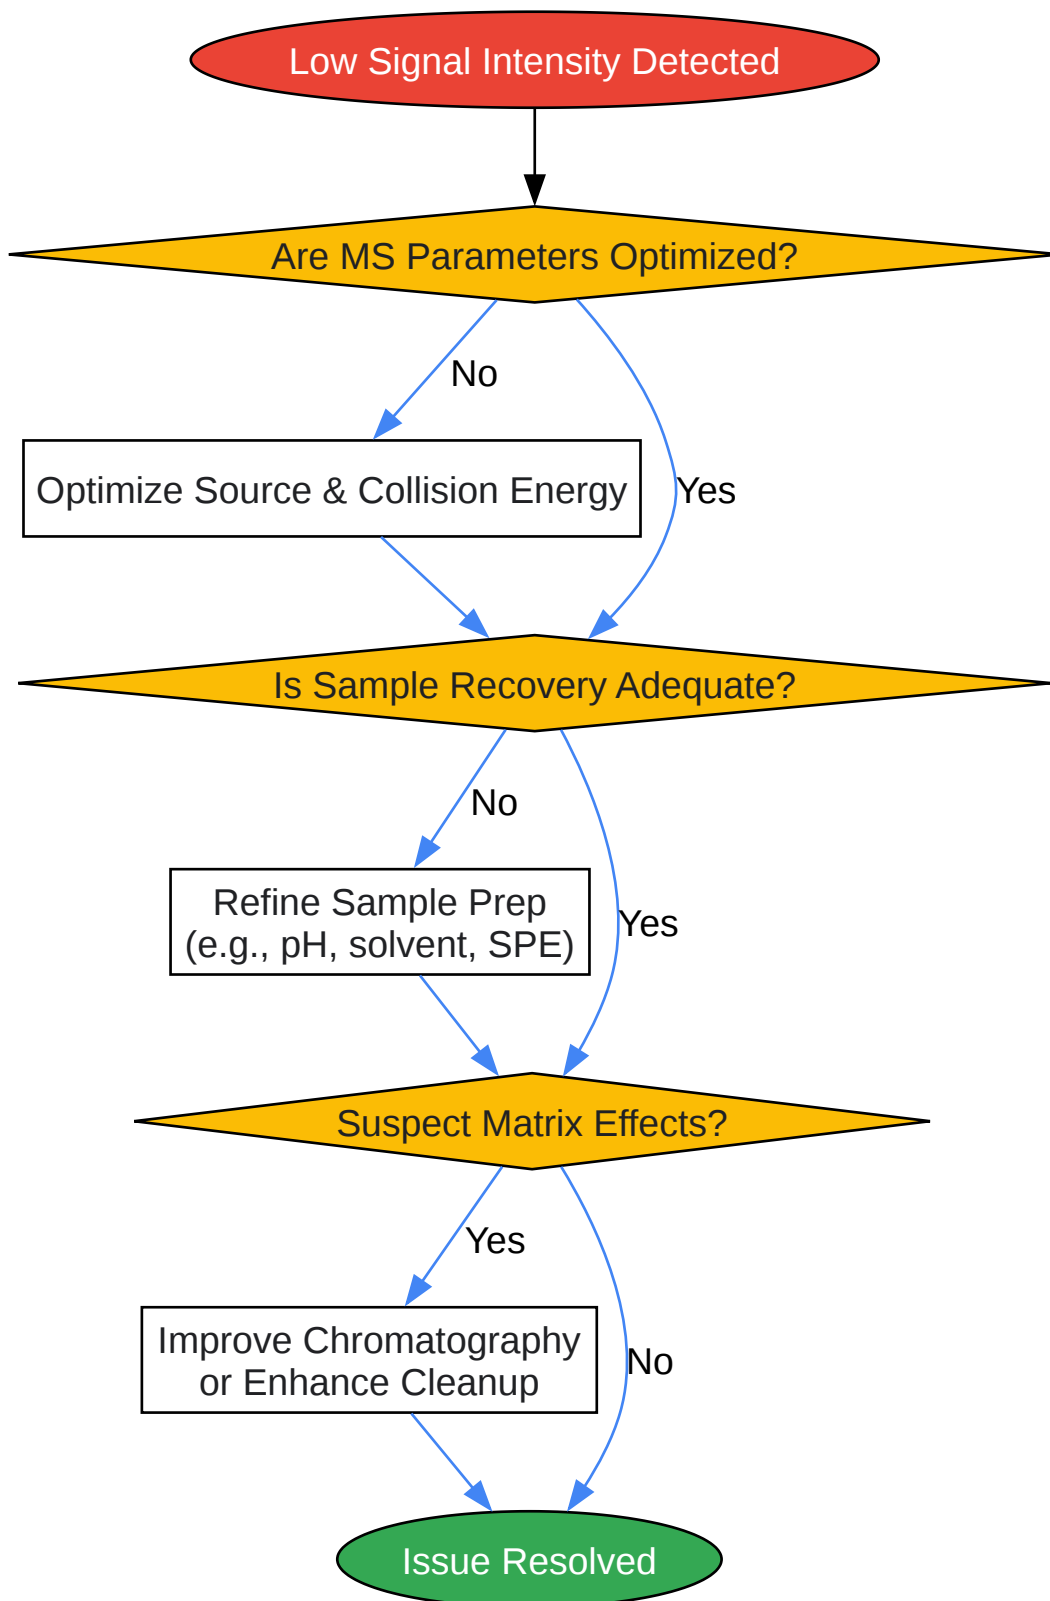 Low Signal Intensity Detected
Are MS Parameters Optimized?
No
Optimize Source & Collision Energy
Yes
Is Sample Recovery Adequate?
No
Refine Sample Prep
(e.g., pH, solvent, SPE)
Yes
Suspect Matrix Effects?
Yes
Improve Chromatography
or Enhance Cleanup
No
Issue Resolved